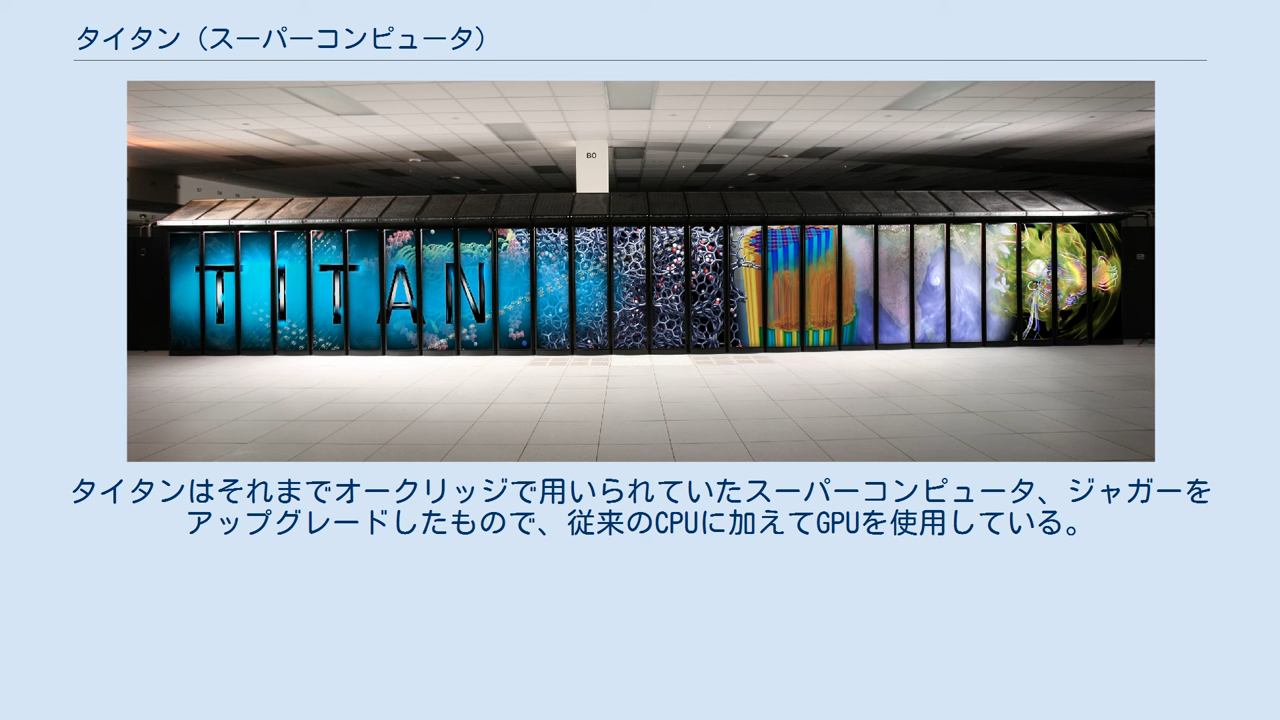 タイタン（スーパーコンピュータ）
B0
TITAN
タイタンはそれまでオークリッジで用いられていたスーパーコンピュータ、ジャガーを
アップグレードしたもので、従来のCPUに加えてGPUを使用している。